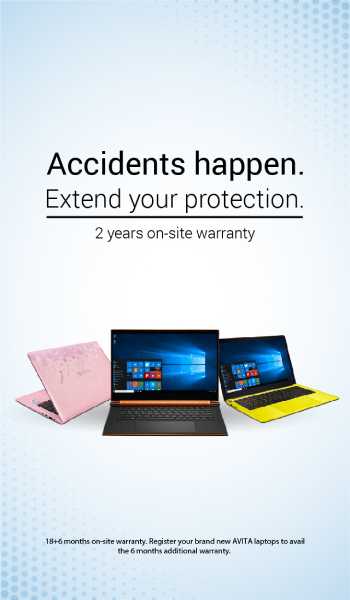 Accidents happen.
Extend your protection.
2 years on-site warranty
18+6 months on-site warranty. Register your brand new AVITA laptops to avail
the 6 months additional warranty.